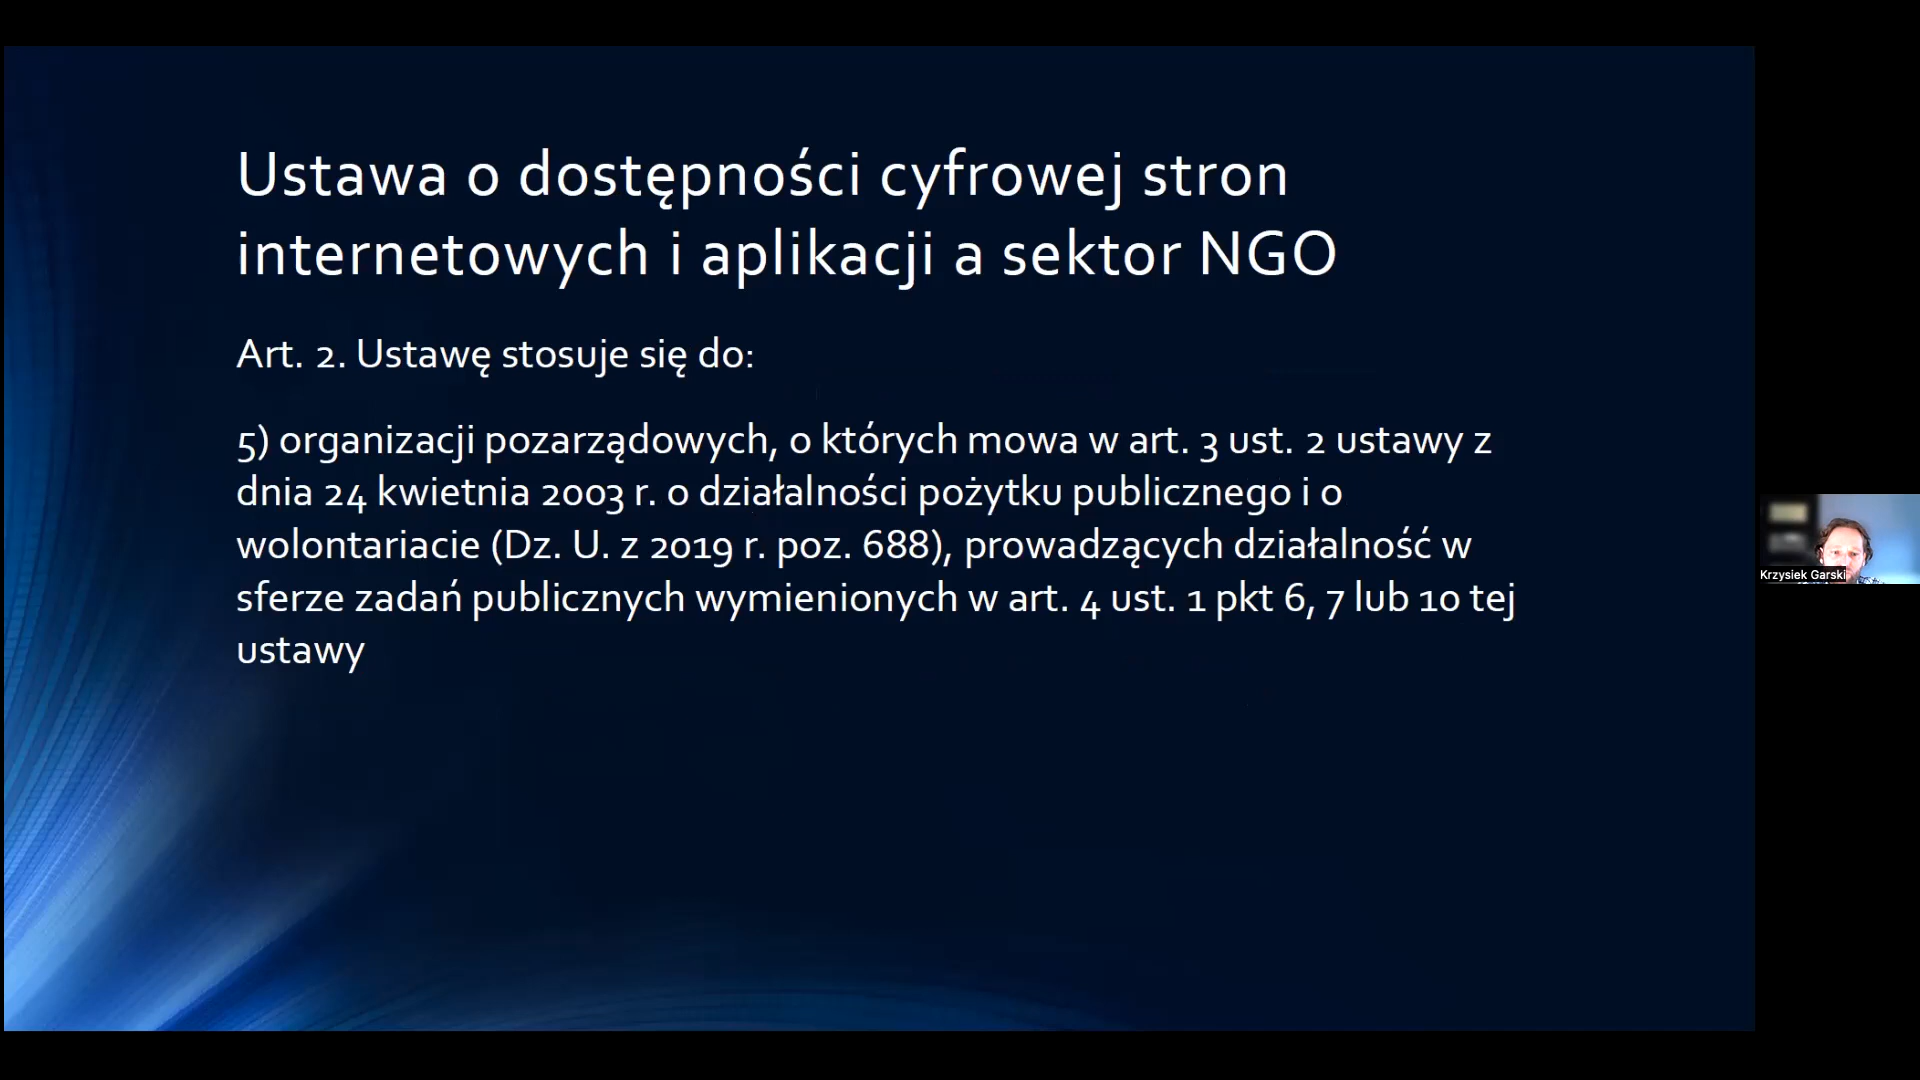 Ustawa o dostępności cyfrowej stron
internetowych i aplikacji a sektor NGO
Art. 2. Ustawę stosuje się do:
5) organizacji pozarządowych, o których mowa w art. 3 ust. 2 ustawy z
dnia 24 kwietnia 2003 r. o działalności pożytku publicznego i o
wolontariacie (Dz. U. z 2019 r. poz. 688), prowadzących działalność w
sferze zadań publicznych wymienionych w art. 4 ust. 1 pkt 6, 7 lub 10 tej
ustawy
Krzysiek Garski